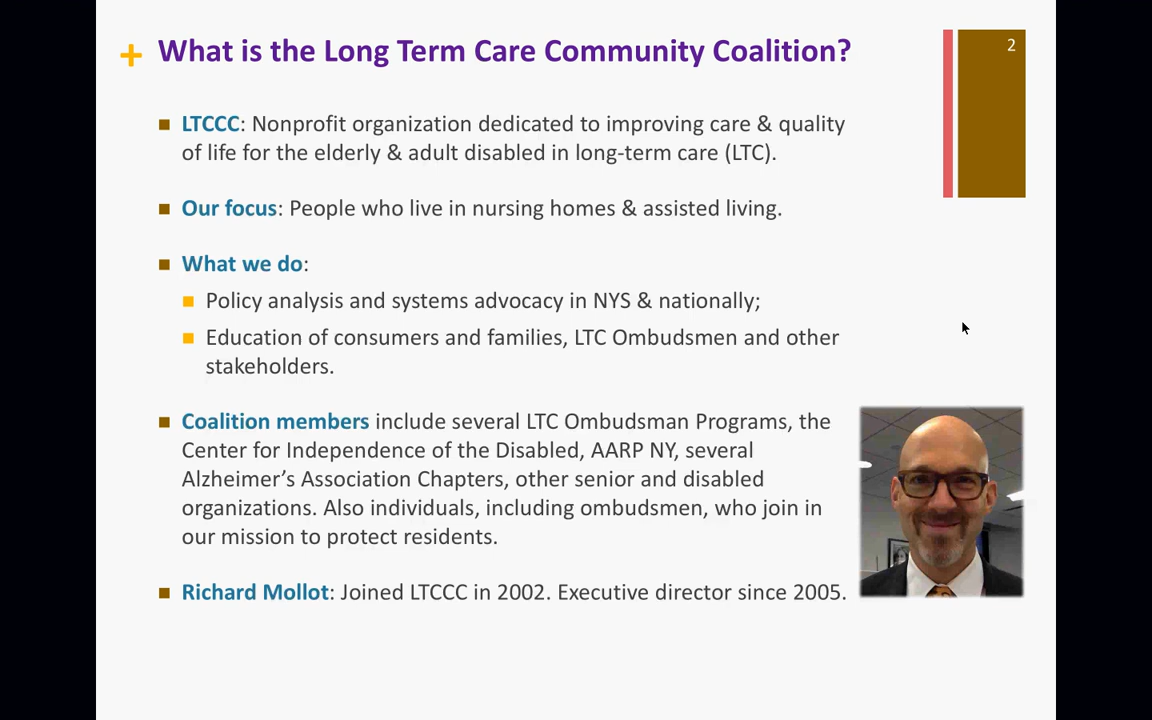 + What is the Long Term Care Community Coalition?
2
LTCCC: Nonprofit organization dedicated to improving care & quality
of life for the elderly & adult disabled in long-term care (LTC).
Our focus: People who live in nursing homes & assisted living.
What we do:
Policy analysis and systems advocacy in NYS & nationally;
Education of consumers and families, LTC Ombudsmen and other
stakeholders.
Coalition members include several LTC Ombudsman Programs, the
Center for Independence of the Disabled, AARP NY, several
Alzheimer’s Association Chapters, other senior and disabled
organizations. Also individuals, including ombudsmen, who join in
our mission to protect residents.
Richard Mollot: Joined LTCCC in 2002. Executive director since 2005.